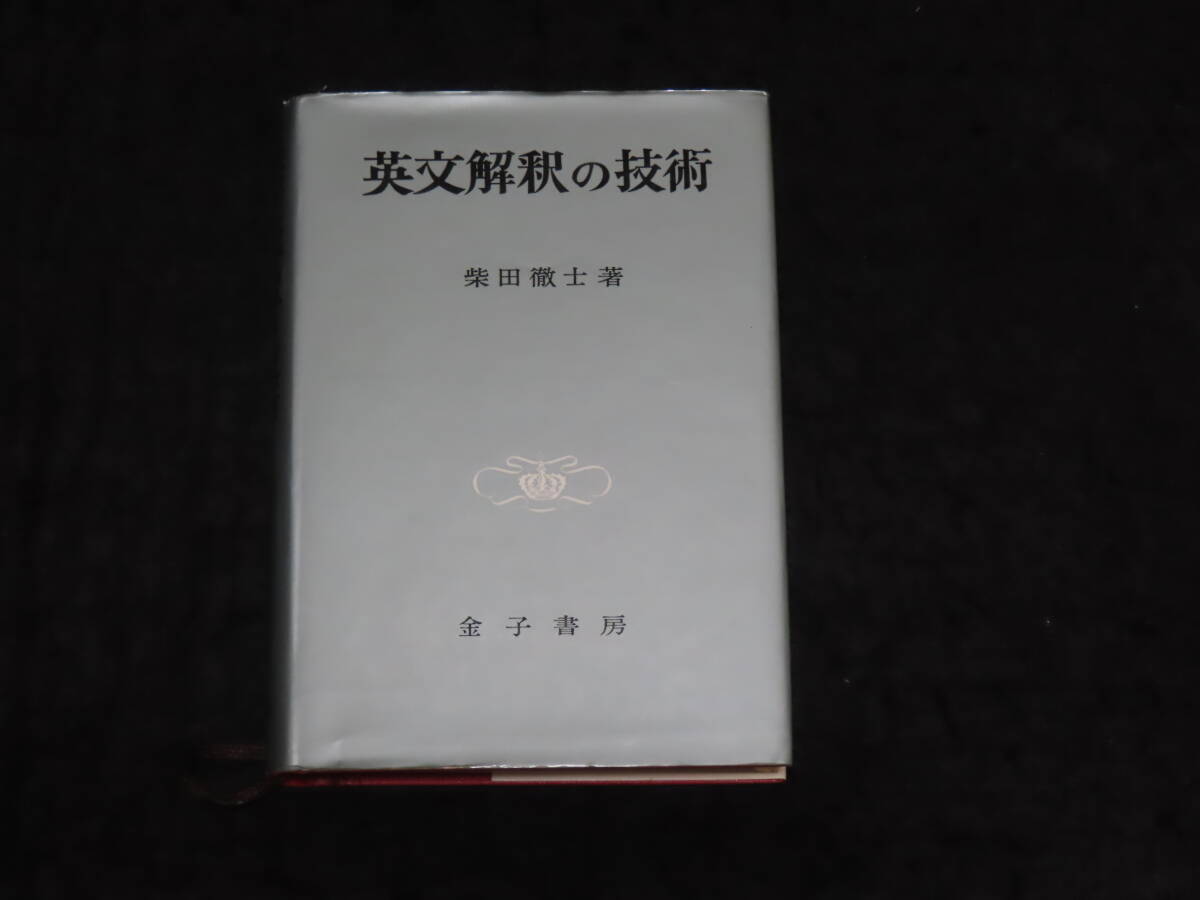 英文解釈の技術
柴田徹士著
金子書房